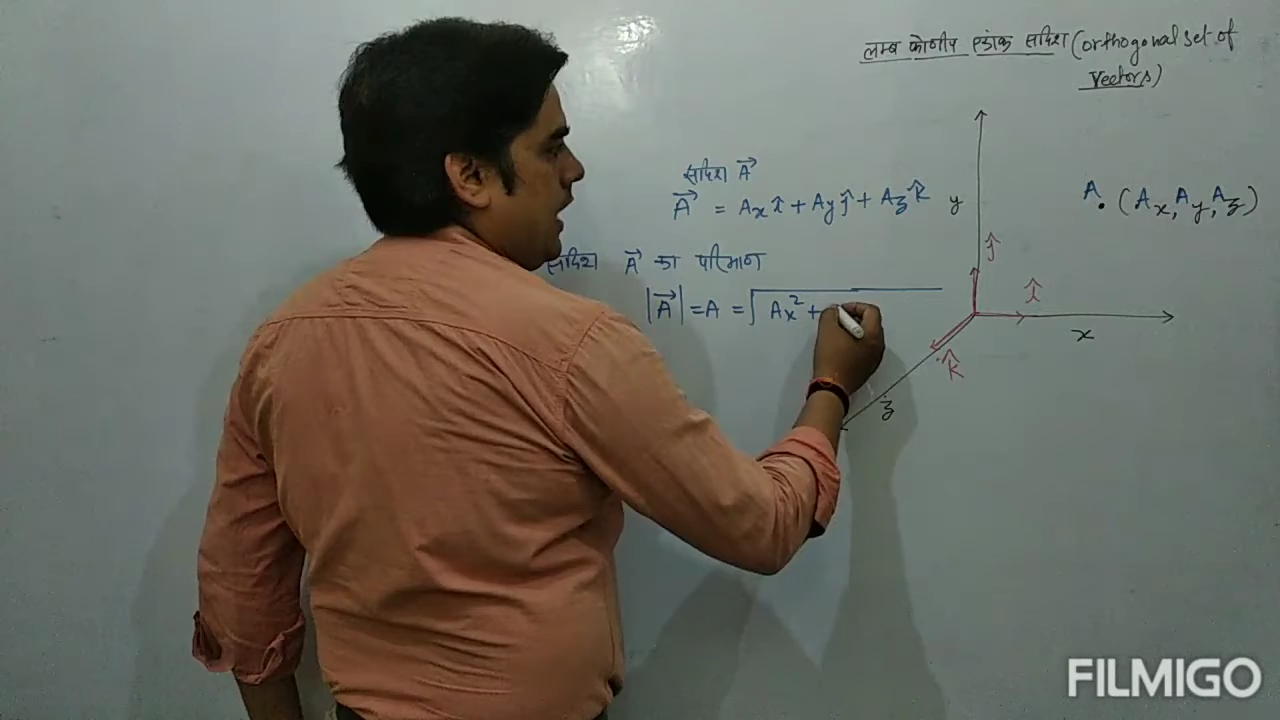 लम्ब कोणीय एकांक सदिश (orthogonal set of
vectors)
सदिश A⃗
A⃗ = Ax î + Ay ĵ + Az k̂
सदिश A⃗ का परिमाण
|A⃗| = A = √Ax² +
y
ĵ
î
x
k̂
z
A. (Ax, Ay, Az)
FILMIGO